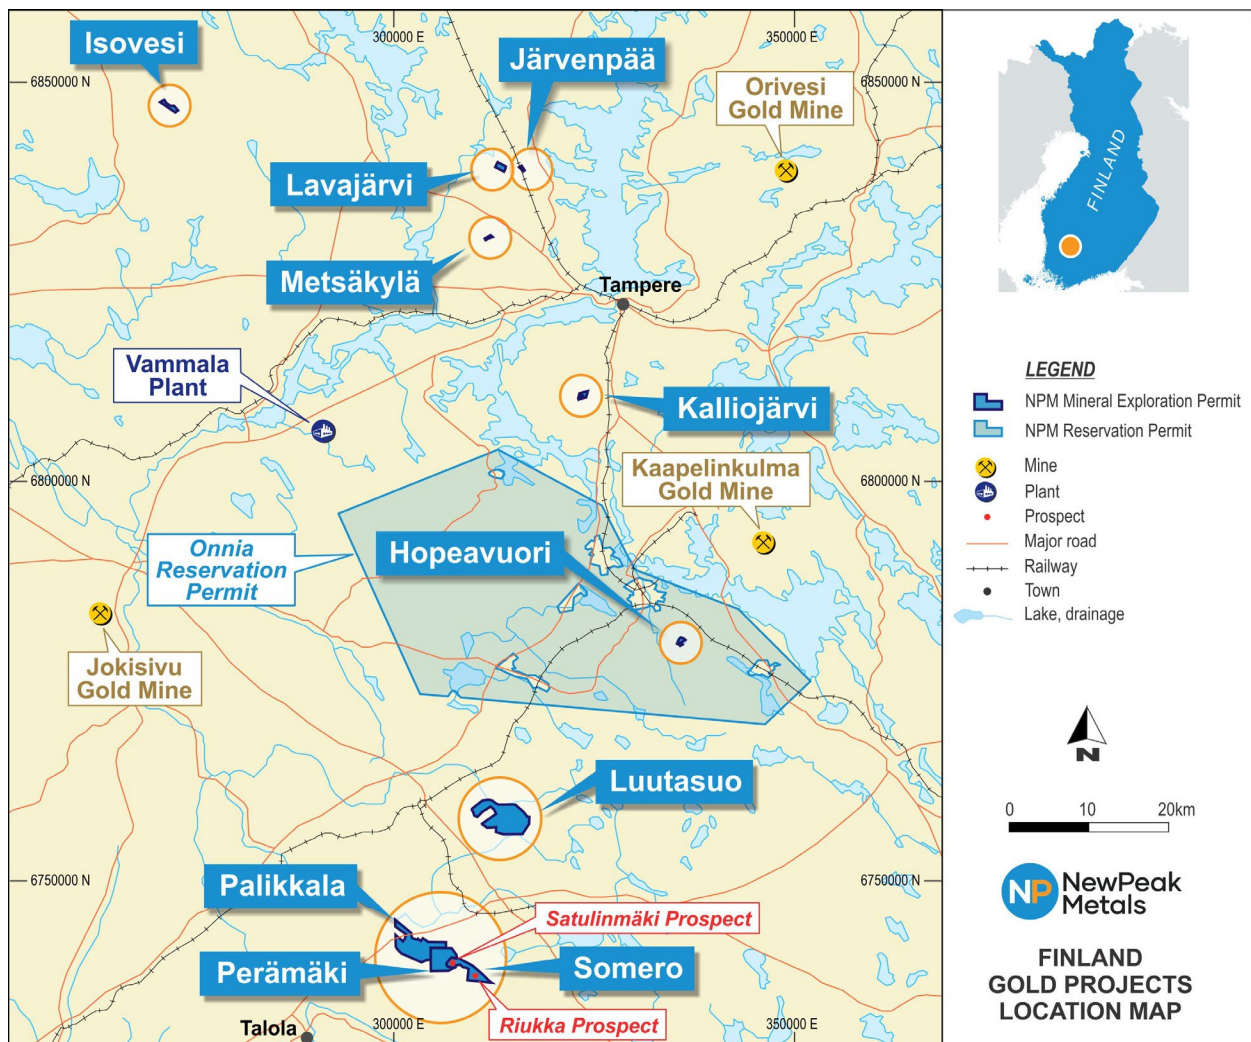 300000 E
350000 E
Isovesi
Järvenpää
6850000 N
6850000 N
Orivesi
Gold Mine
Lavajärvi
Metsäkylä
Tampere
Vammala
Plant
Kalliojärvi
6800000 N
6800000 N
Kaapelinkulma
Gold Mine
Onnia
Reservation
Permit
Hopeavuori
Jokisivu
Gold Mine
Luutasuo
Palikkala
6750000 N
6750000 N
Satulinmäki Prospect
Perämäki
Somero
Riukka Prospect
Talola
300000 E
350000 E
FINLAND
LEGEND
NPM Mineral Exploration Permit
NPM Reservation Permit
Mine
Plant
Prospect
Major road
Railway
Town
Lake, drainage
N
0 10 20km
NP NewPeak
Metals
FINLAND
GOLD PROJECTS
LOCATION MAP